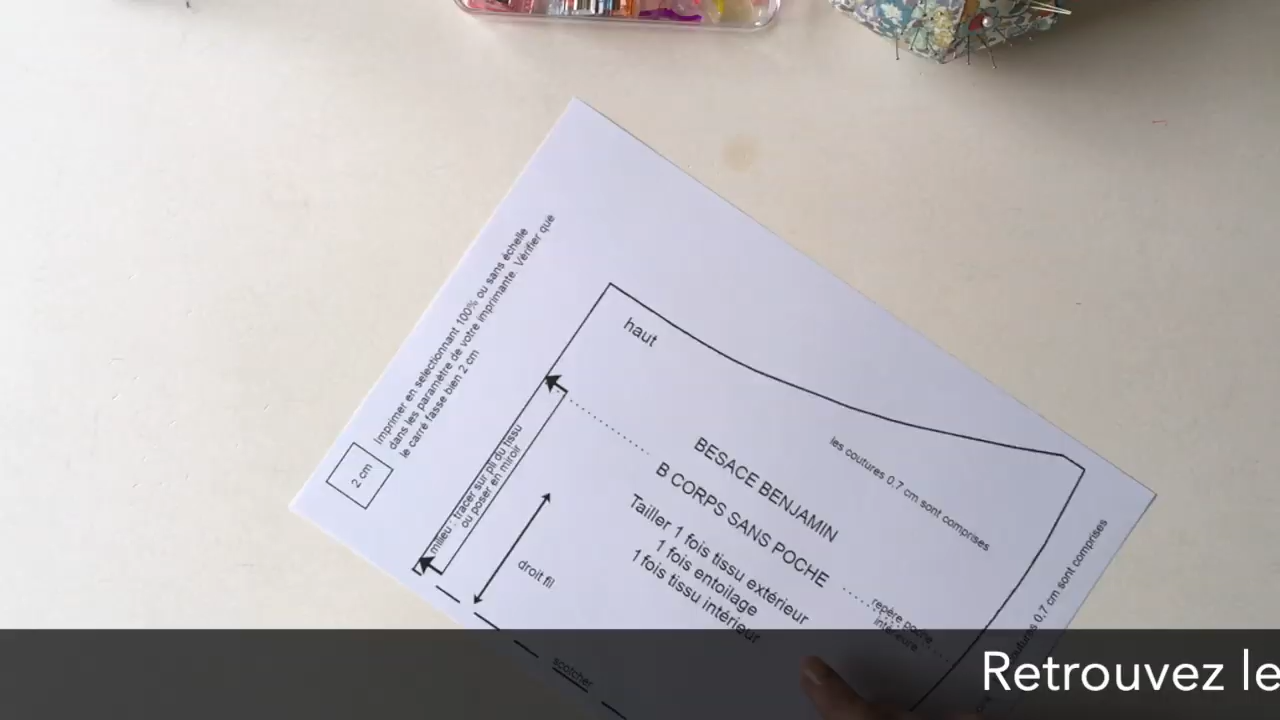 Imprimer en selectionnant 100% ou sans échelle
dans les paramètre de votre imprimante. Vérifier que
le carré fasse bien 2 cm
2 cm
haut
milieu : tracer sur pli du tissu
ou poser en miroir
droit fil
les coutures 0,7 cm sont comprises
BESACE BENJAMIN
B CORPS SANS POCHE
Tailler 1 fois tissu extérieur
1 fois entoilage
1 fois tissu intérieur
repère poche
intérieure
coutures 0,7 cm sont comprises
scotcher
Retrouvez le